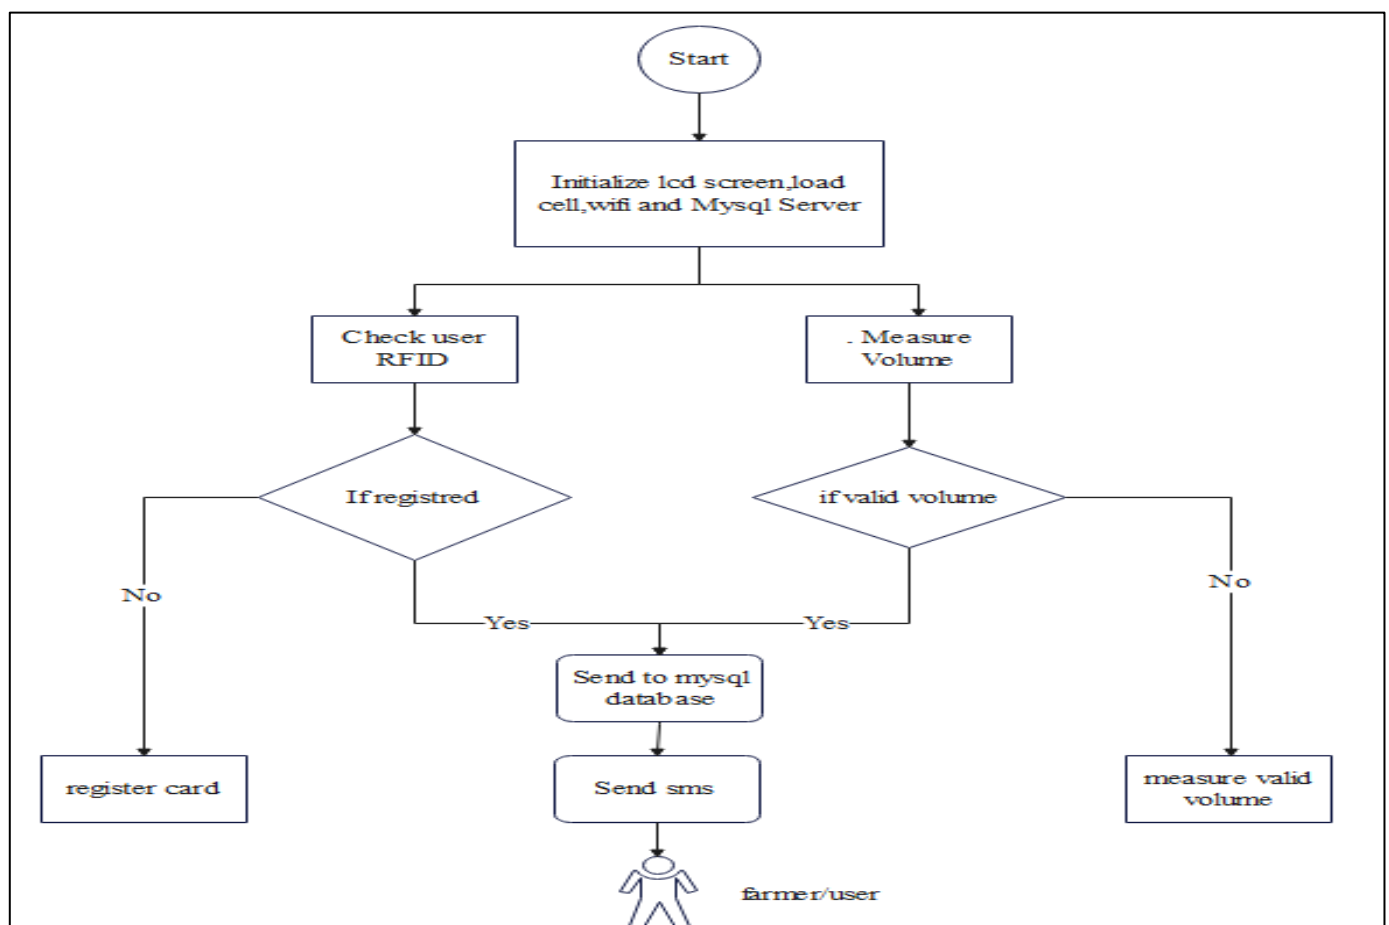 Start
Initialize lcd screen,load
cell,wifi and Mysql Server
Check user
RFID
. Measure
Volume
If registred
if valid volume
No
No
Yes
Yes
Send to mysql
database
register card
Send sms
measure valid
volume
farmer/user